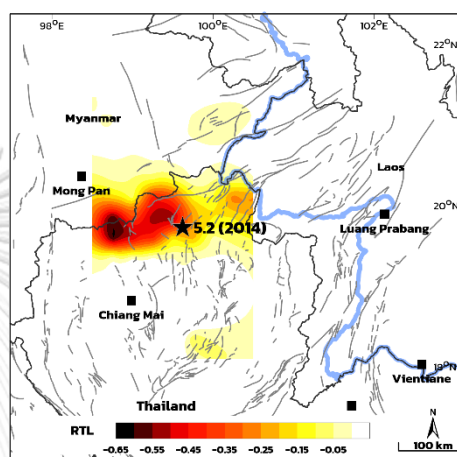 98°E 100°E 102°E
22°N
Myanmar
Laos
Mong Pan
20°N
5.2 (2014)
Luang Prabang
Chiang Mai
18°N
Vientiane
Thailand
N
RTL
-0.65 -0.55 -0.45 -0.35 -0.25 -0.15 -0.05
100 km